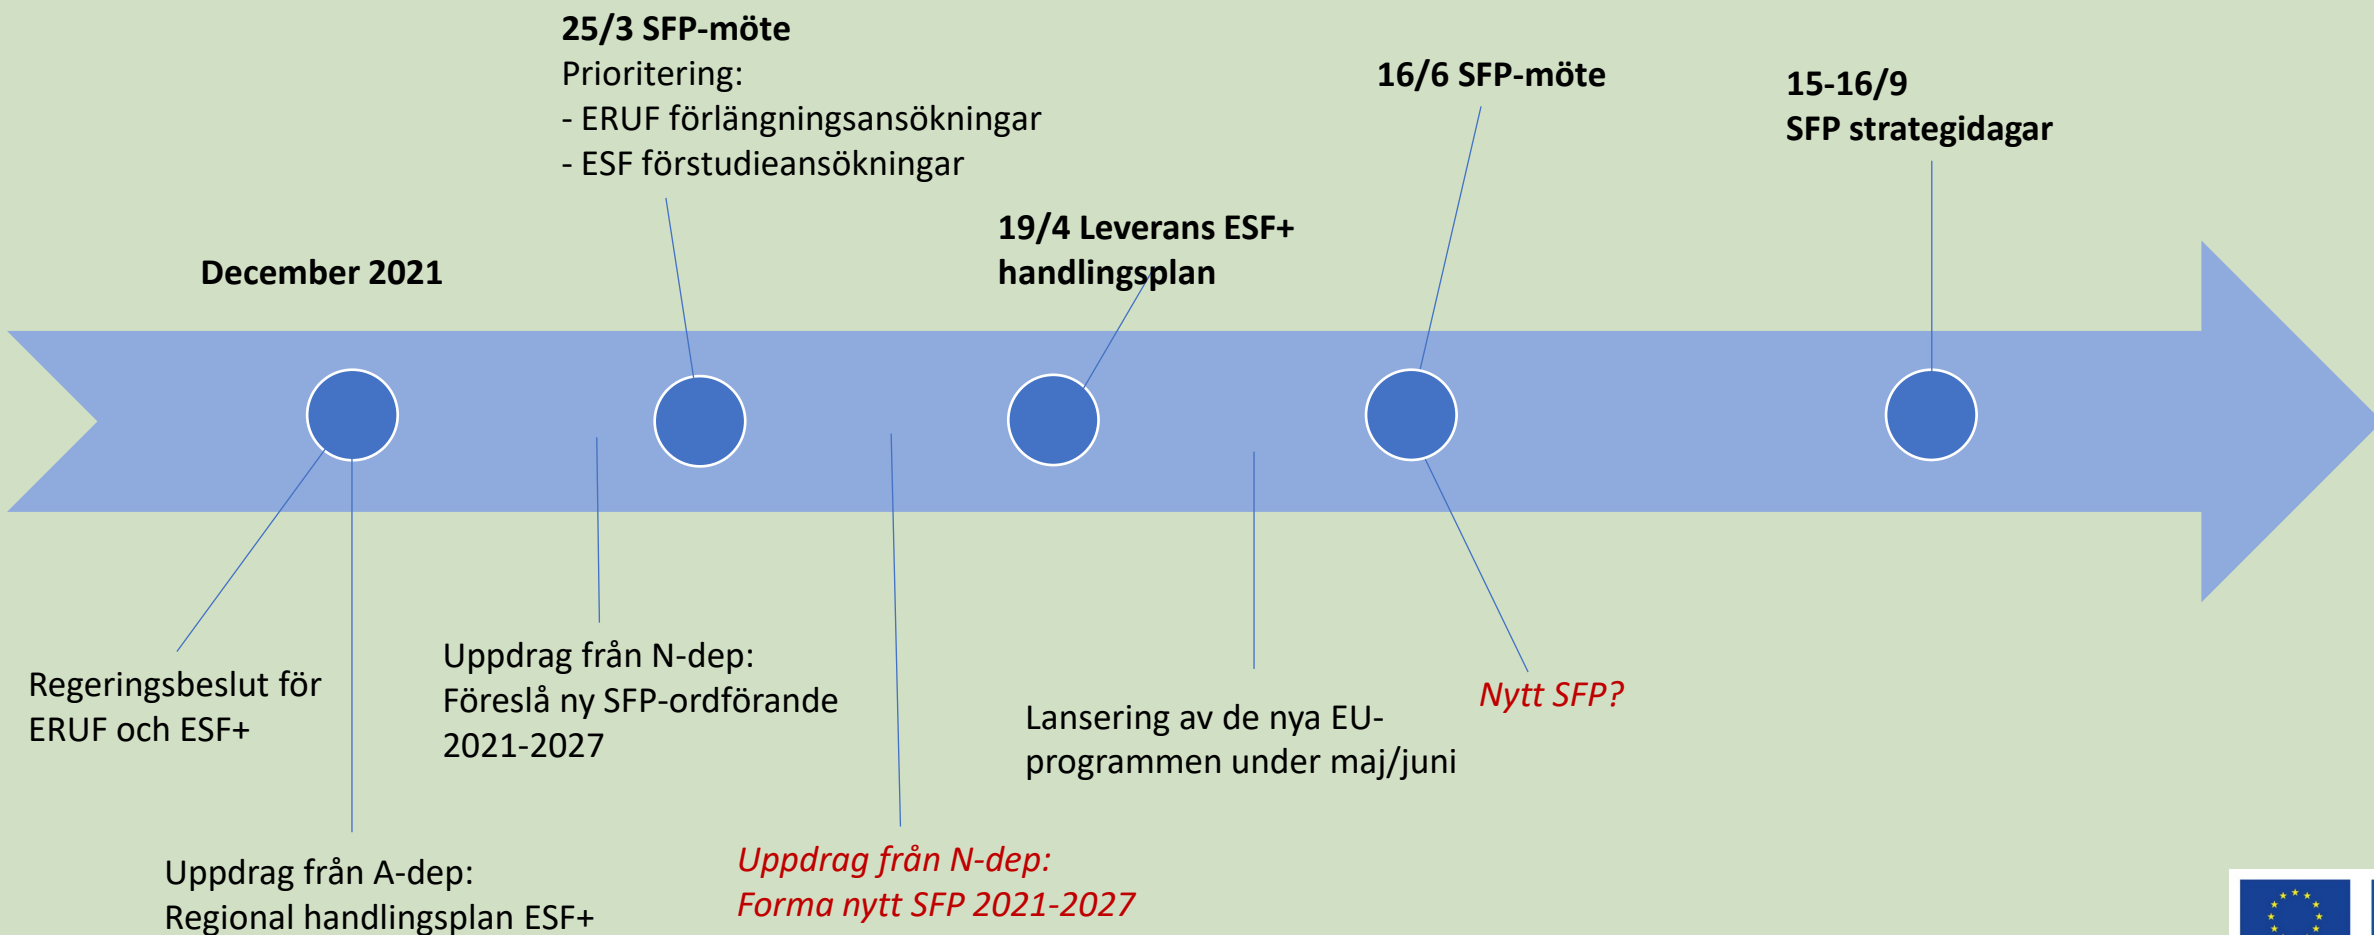 25/3 SFP-möte
Prioritering:
- ERUF förlängningsansökningar
- ESF förstudieansökningar
16/6 SFP-möte
15-16/9
SFP strategidagar
19/4 Leverans ESF+
handlingsplan
December 2021
Regeringsbeslut för
ERUF och ESF+
Uppdrag från N-dep:
Föreslå ny SFP-ordförande
2021-2027
Nytt SFP?
Lansering av de nya EU-
programmen under maj/juni
Uppdrag från A-dep:
Regional handlingsplan ESF+
Uppdrag från N-dep:
Forma nytt SFP 2021-2027